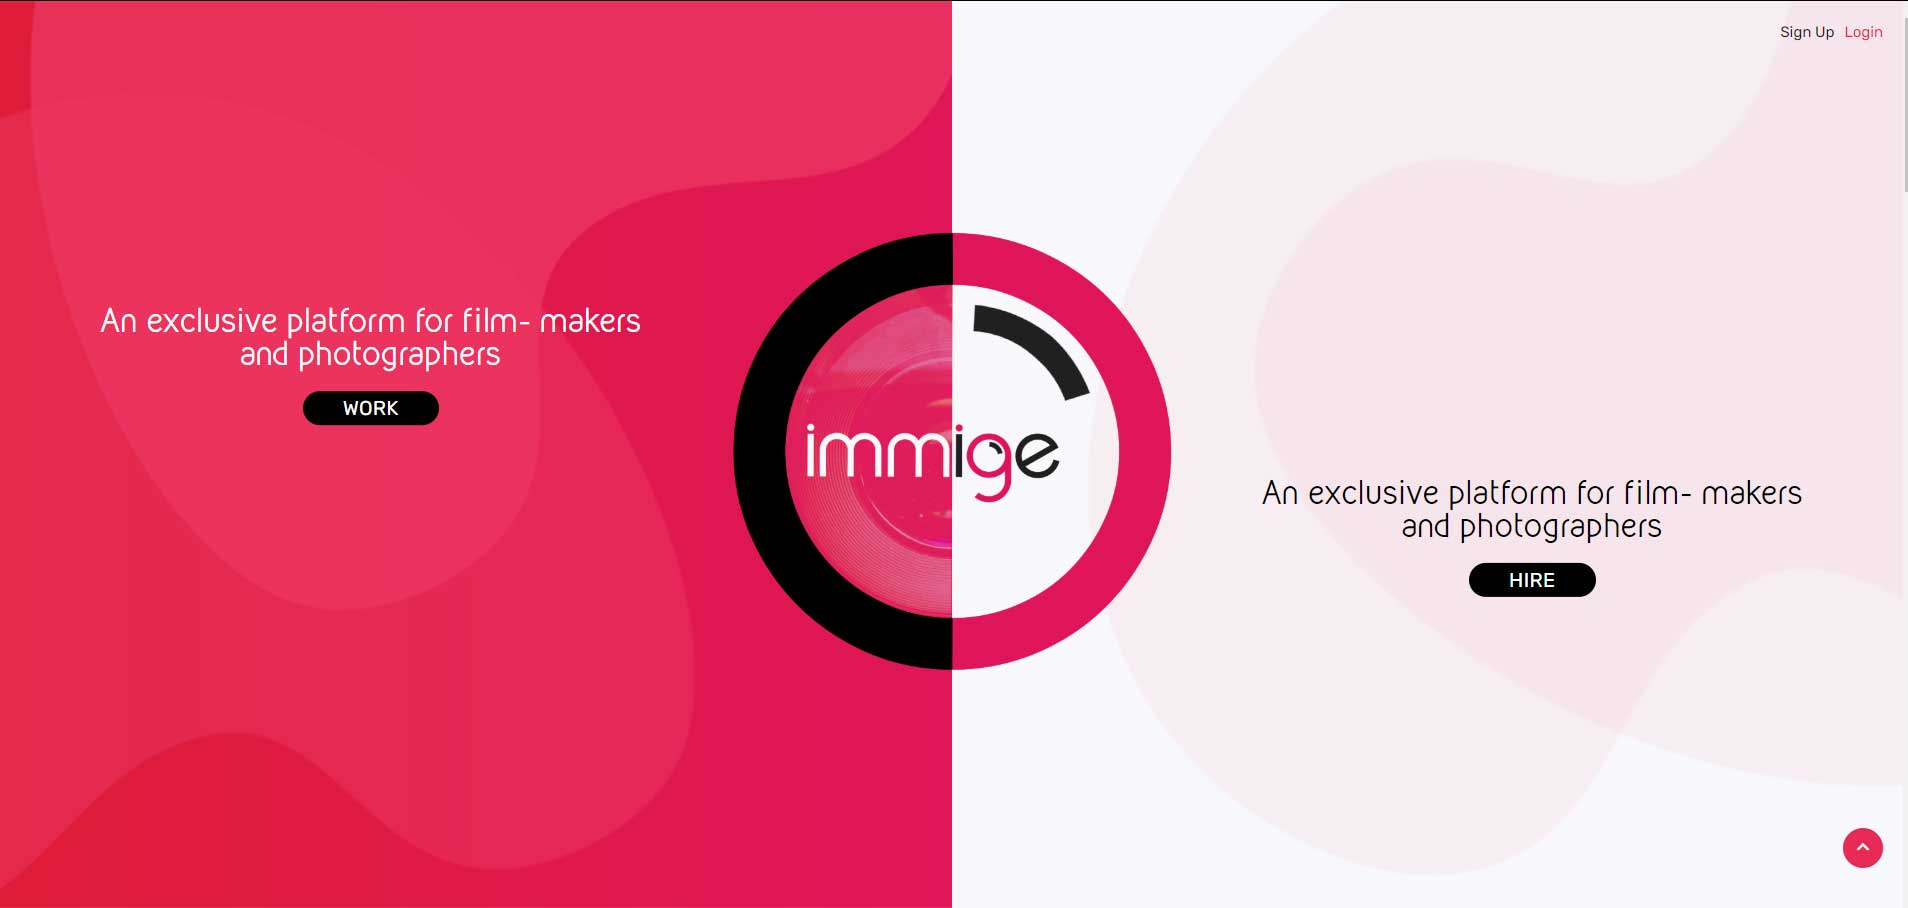 Sign Up Login
An exclusive platform for film- makers
and photographers
WORK
immige
An exclusive platform for film- makers
and photographers
HIRE